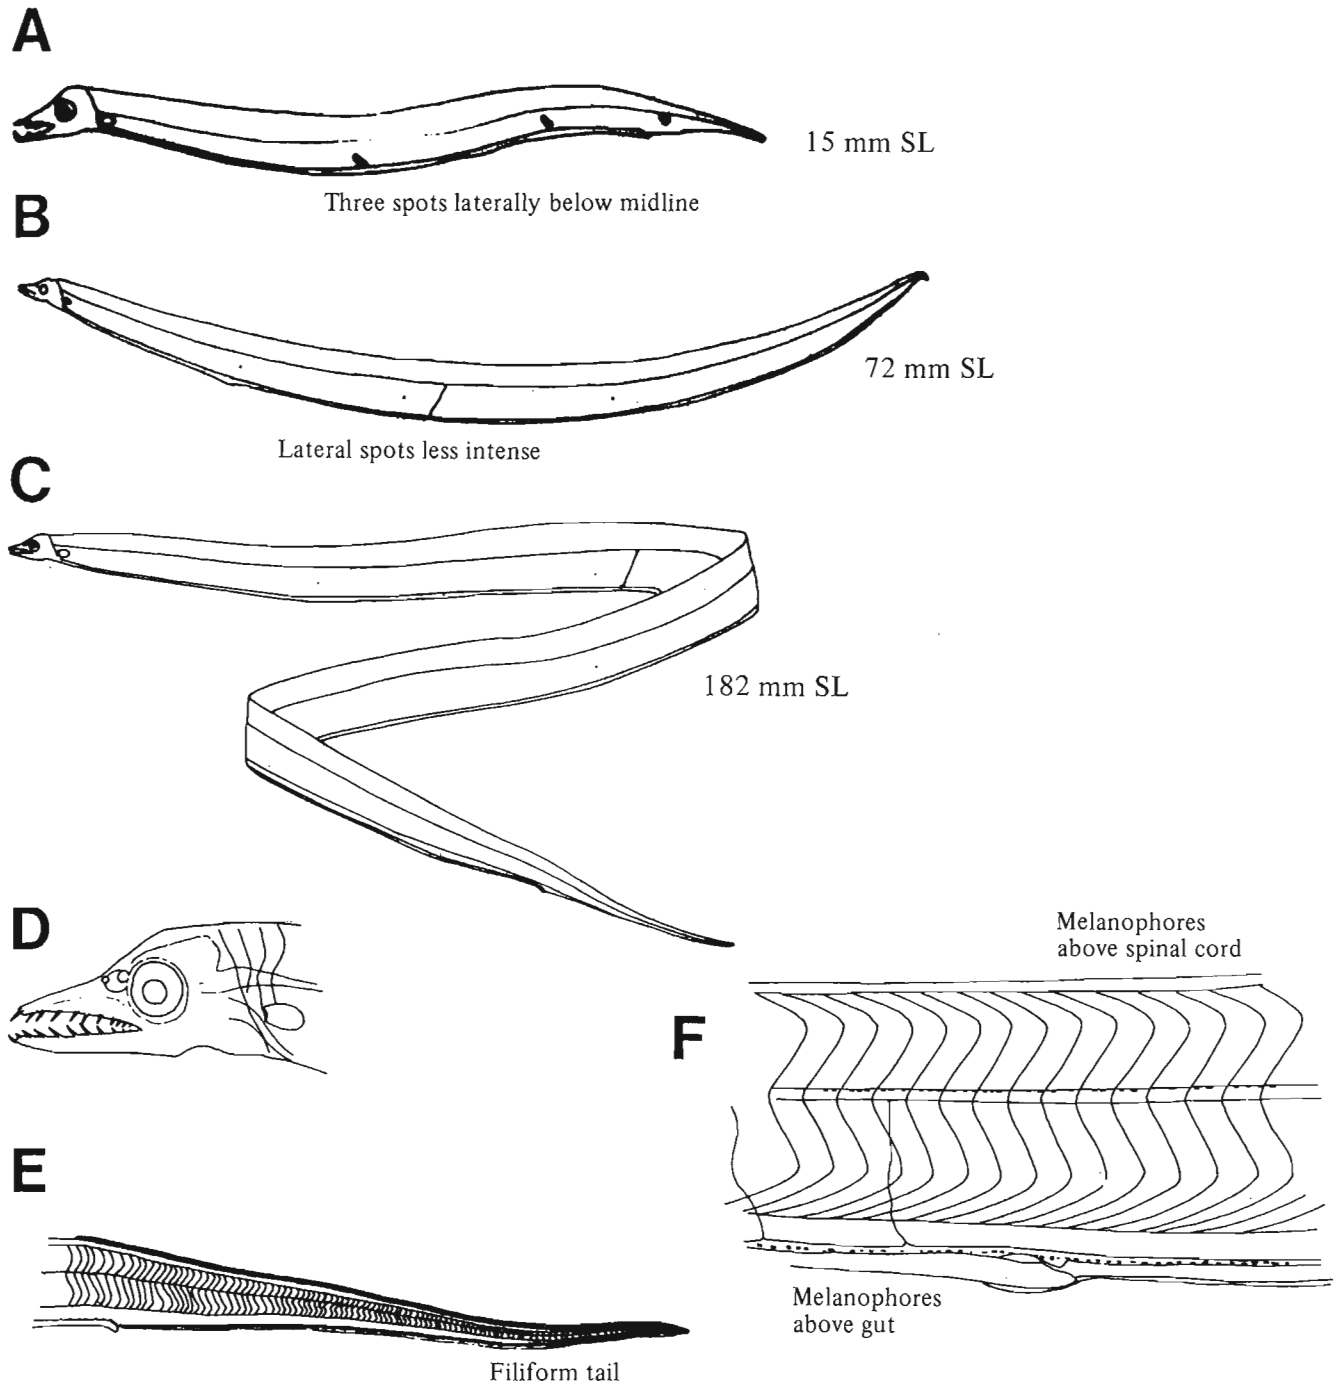 A
15 mm SL
Three spots laterally below midline
B
72 mm SL
Lateral spots less intense
C
182 mm SL
D
Melanophores
above spinal cord
F
E
Melanophores
above gut
Filiform tail